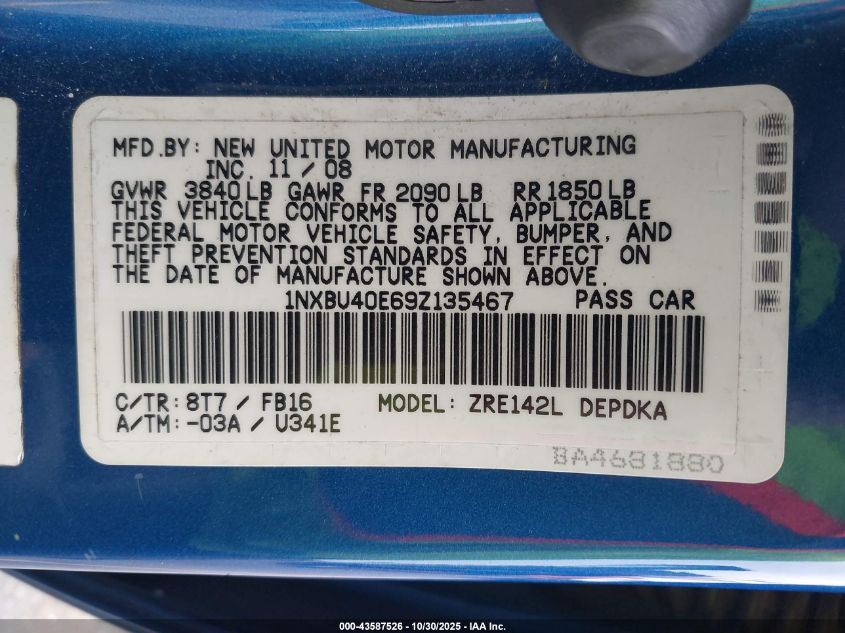 MFD.BY: NEW UNITED MOTOR MANUFACTURING
INC. 11 / 08
GVWR 3840 LB GAWR FR 2090 LB RR 1850 LB
THIS VEHICLE CONFORMS TO ALL APPLICABLE
FEDERAL MOTOR VEHICLE SAFETY, BUMPER, AND
THEFT PREVENTION STANDARDS IN EFFECT ON
THE DATE OF MANUFACTURE SHOWN ABOVE.
1NXBU40E69Z135467 PASS CAR
C/TR: 8T7 / FB16 MODEL: ZRE142L DEPDKA
A/TM: -03A / U341E
BA4681880
000-43587526 - 10/30/2025 - IAA Inc.